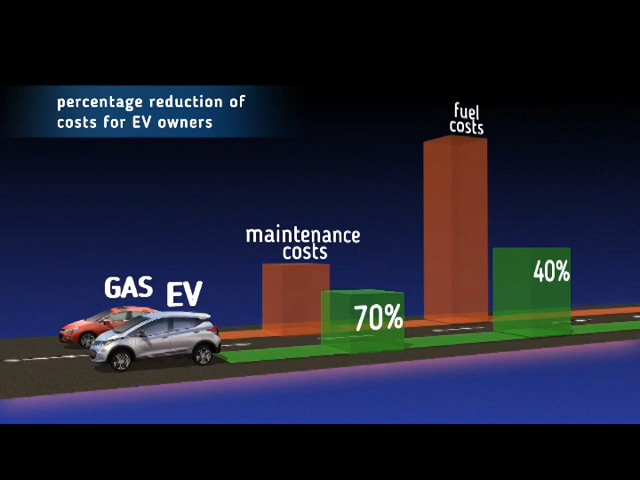 percentage reduction of
costs for EV owners
fuel
costs
maintenance
costs
40%
GAS EV
70%